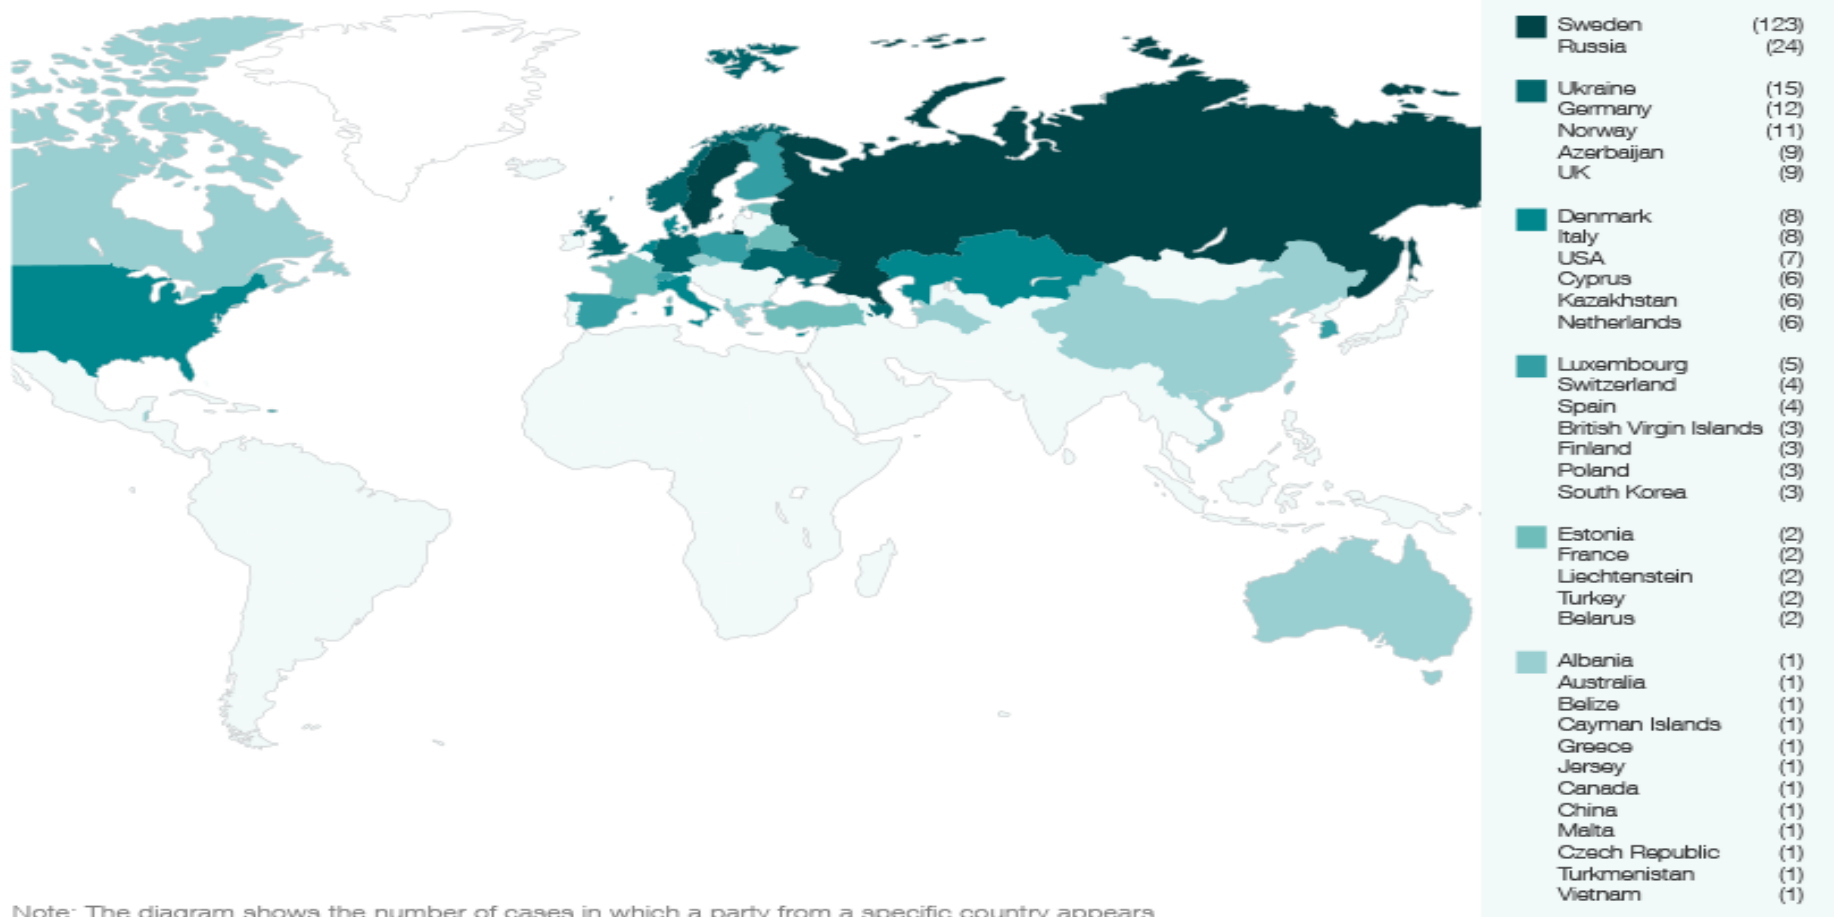 Sweden (123)
Russia (24)
Ukraine (15)
Germany (12)
Norway (11)
Azerbaijan (9)
UK (9)
Denmark (8)
Italy (8)
USA (7)
Cyprus (6)
Kazakhstan (6)
Netherlands (6)
Luxembourg (5)
Switzerland (4)
Spain (4)
British Virgin Islands (3)
Finland (3)
Poland (3)
South Korea (3)
Estonia (2)
France (2)
Liechtenstein (2)
Turkey (2)
Belarus (2)
Albania (1)
Australia (1)
Belize (1)
Cayman Islands (1)
Greece (1)
Jersey (1)
Canada (1)
China (1)
Malta (1)
Czech Republic (1)
Turkmenistan (1)
Vietnam (1)
Note: The diagram shows the number of cases in which a party from a specific country appears